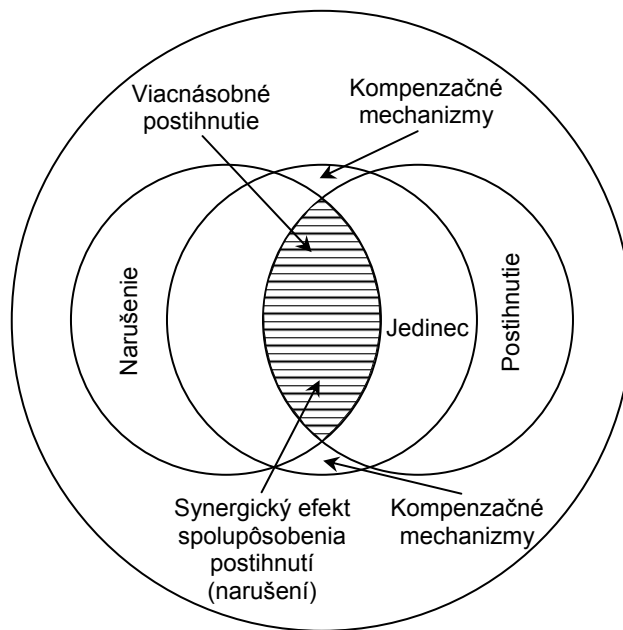 Viacnásobné
postihnutie
Kompenzačné
mechanizmy
Narušenie
Jedinec
Postihnutie
Synergický efekt
spolupôsobenia
postihnutí
(narušení)
Kompenzačné
mechanizmy